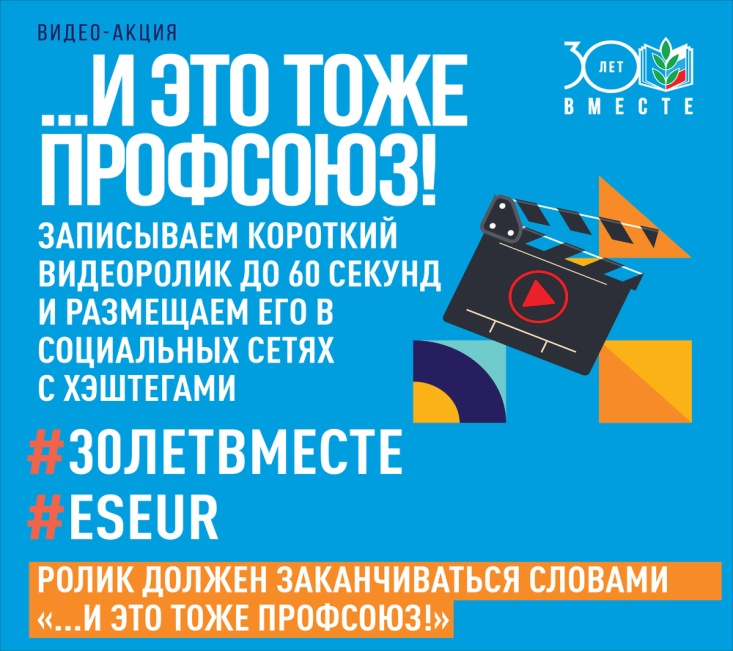 ВИДЕО-АКЦИЯ
...И ЭТО ТОЖЕ
ПРОФСОЮЗ!
30 ЛЕТ
ВМЕСТЕ
ЗАПИСЫВАЕМ КОРОТКИЙ
ВИДЕОРОЛИК ДО 60 СЕКУНД
И РАЗМЕЩАЕМ ЕГО В
СОЦИАЛЬНЫХ СЕТЯХ
С ХЭШТЕГАМИ
#30ЛЕТВМЕСТЕ
#ESEUR
РОЛИК ДОЛЖЕН ЗАКАНЧИВАТЬСЯ СЛОВАМИ
«...И ЭТО ТОЖЕ ПРОФСОЮЗ!»